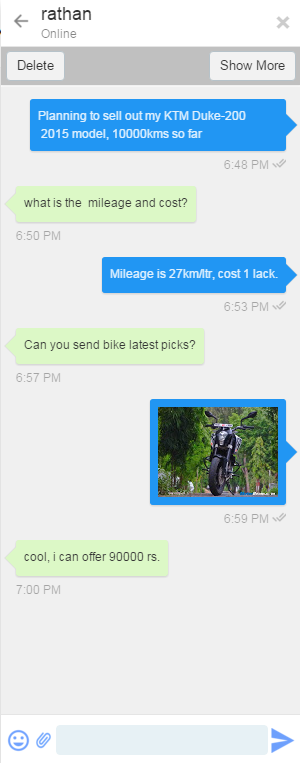 rathan
Online
Delete
Show More
Planning to sell out my KTM Duke-200
2015 model, 10000kms so far
6:48 PM
what is the  mileage and cost?
6:50 PM
Mileage is 27km/ltr, cost 1 lack.
6:53 PM
Can you send bike latest picks?
6:57 PM
6:59 PM
cool, i can offer 90000 rs.
7:00 PM